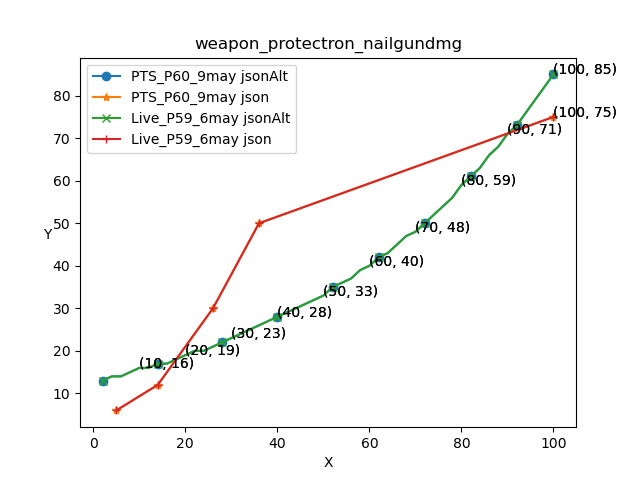 weapon_protectron_nailgundmg
PTS_P60_9may jsonAlt
PTS_P60_9may json
Live_P59_6may jsonAlt
Live_P59_6may json
(100, 85)
(100, 75)
(90, 71)
(80, 59)
(70, 48)
(60, 40)
(50, 33)
(40, 28)
(30, 23)
(20, 19)
(10, 16)
80
70
60
50
40
30
20
10
Y
0 20 40 60 80 100
X